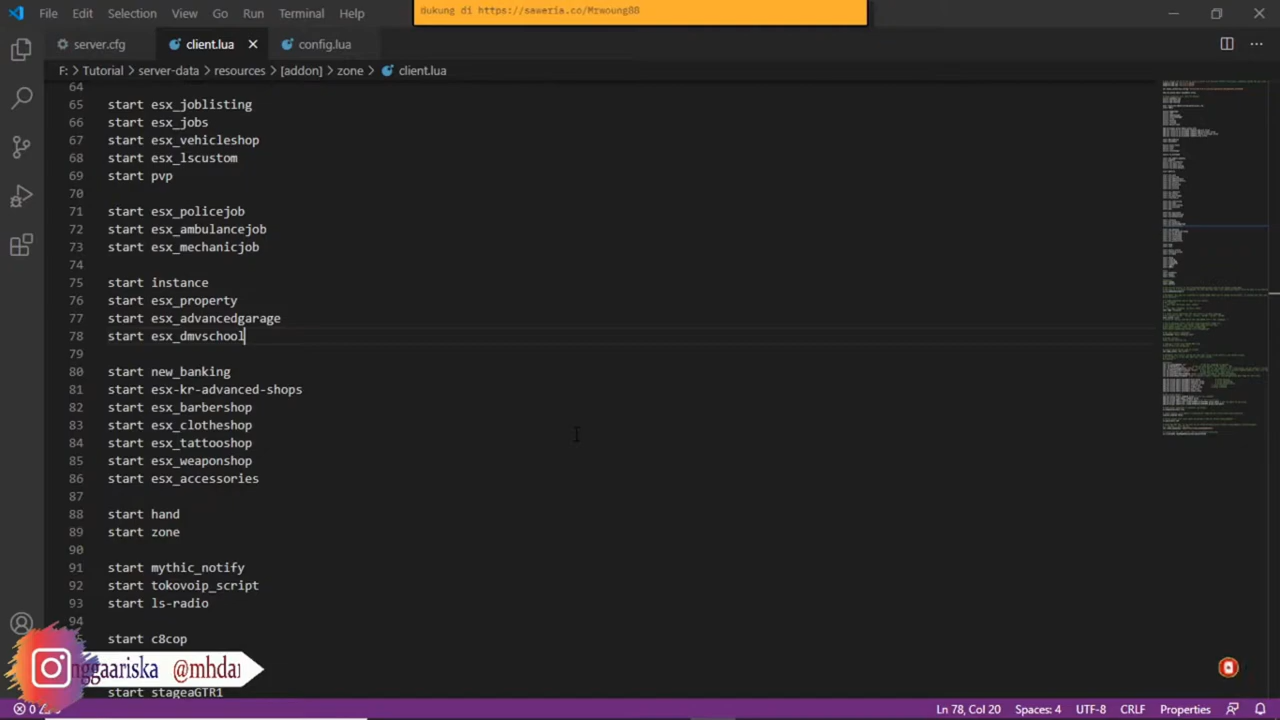 File Edit Selection View Go Run Terminal Help
dukung di https://saweria.co/Mrwoung88
server.cfg client.lua config.lua
F: > Tutorial > server-data > resources > [addon] > zone > client.lua
64
65 start esx_joblisting
66 start esx_jobs
67 start esx_vehicleshop
68 start esx_lscustom
69 start pvp
70
71 start esx_policejob
72 start esx_ambulancejob
73 start esx_mechanicjob
74
75 start instance
76 start esx_property
77 start esx_advancedgarage
78 start esx_dmvschool
79
80 start new_banking
81 start esx-kr-advanced-shops
82 start esx_barbershop
83 start esx_clotheshop
84 start esx_tattooshop
85 start esx_weaponshop
86 start esx_accessories
87
88 start hand
89 start zone
90
91 start mythic_notify
92 start tokovoip_script
93 start ls-radio
94
start c8cop
nggaariska @mhdar
start stageaGTR1
0
Ln 78, Col 20 Spaces: 4 UTF-8 CRLF Properties